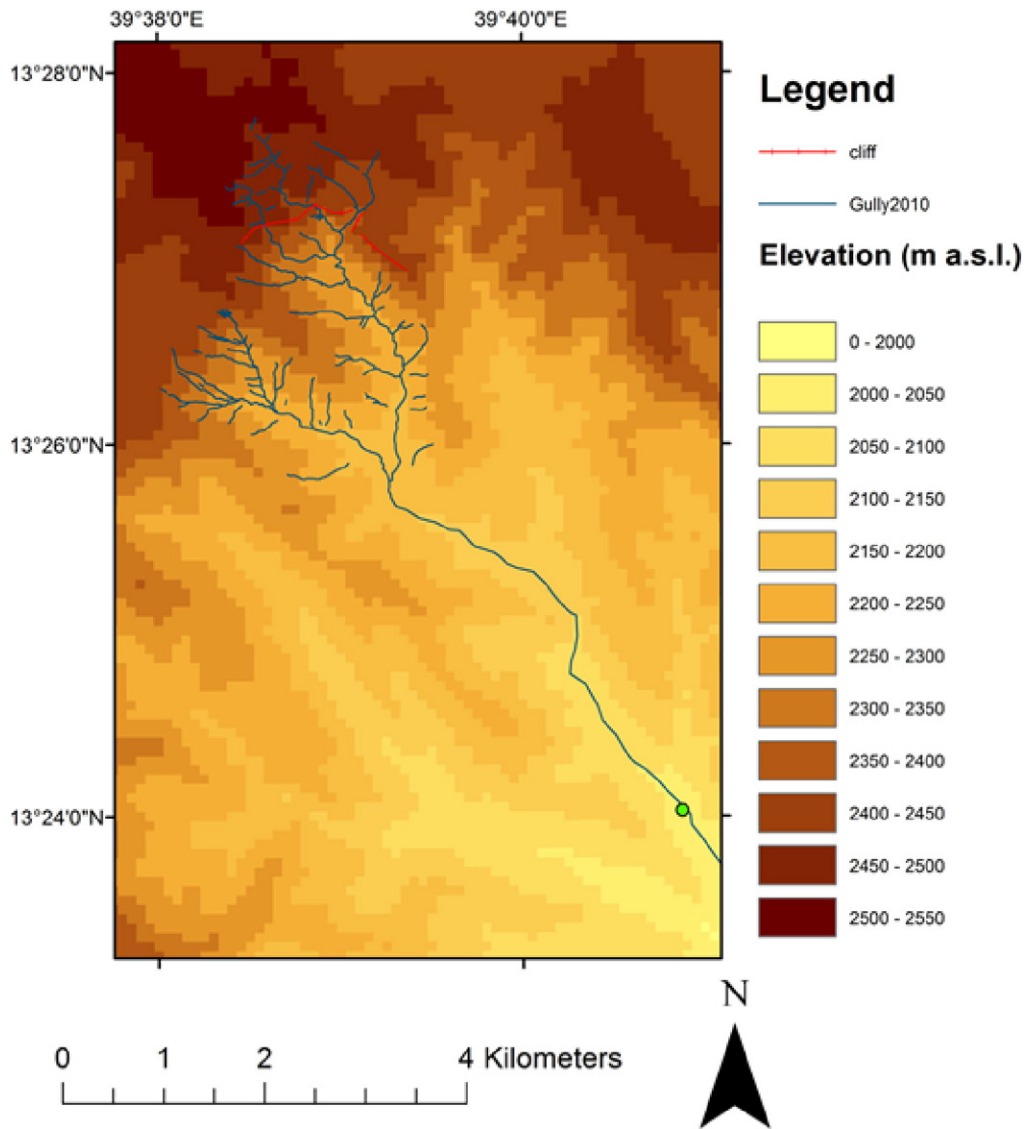 39°38'0"E
39°40'0"E
13°28'0"N
13°26'0"N
13°24'0"N
Legend
cliff
Gully2010
Elevation (m a.s.l.)
0 - 2000
2000 - 2050
2050 - 2100
2100 - 2150
2150 - 2200
2200 - 2250
2250 - 2300
2300 - 2350
2350 - 2400
2400 - 2450
2450 - 2500
2500 - 2550
N
0 1 2 4 Kilometers